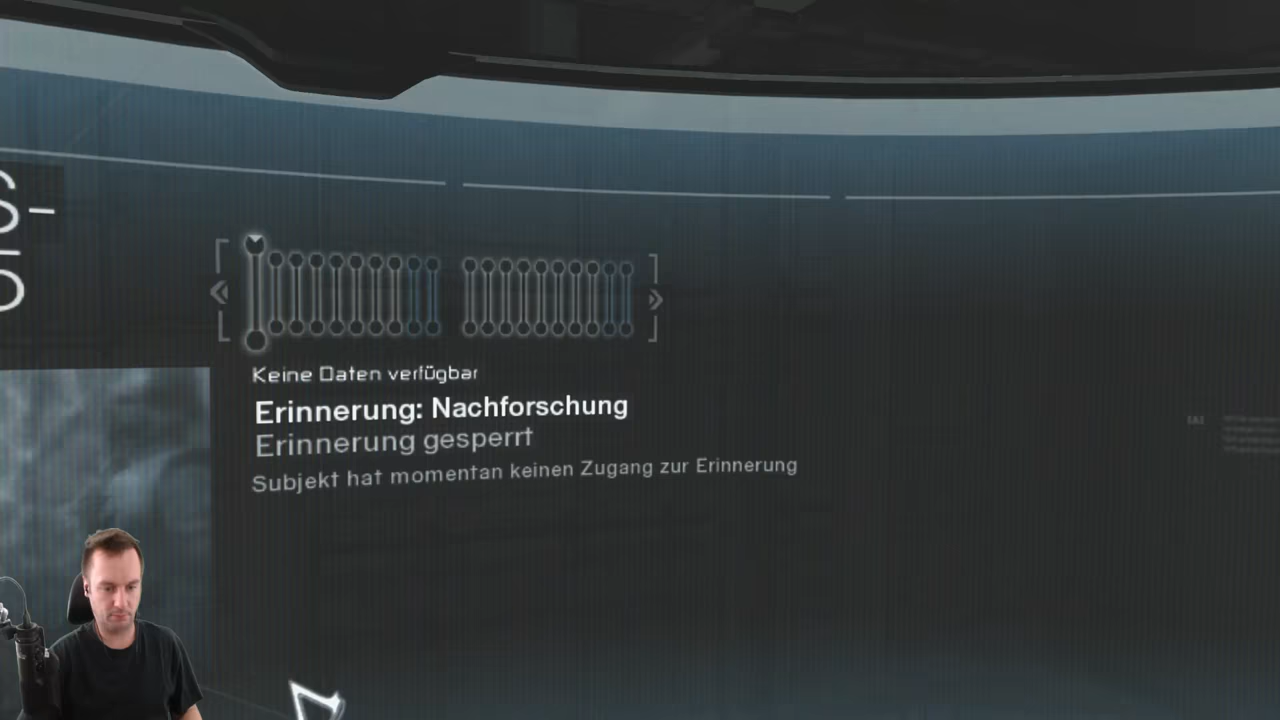 S-
Keine Daten verfügbar
Erinnerung: Nachforschung
Erinnerung gesperrt
Subjekt hat momentan keinen Zugang zur Erinnerung